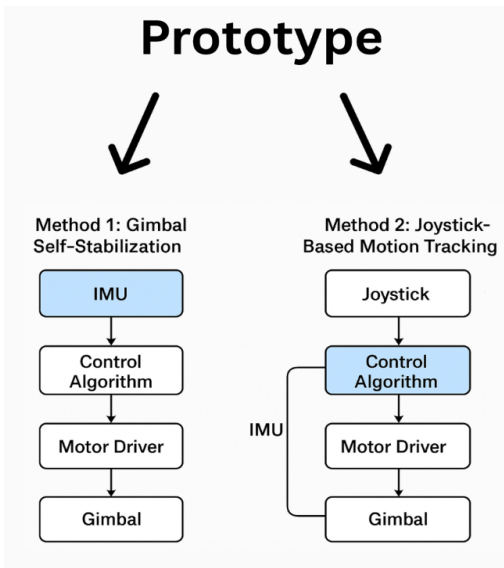 Prototype
Method 1: Gimbal
Self-Stabilization
IMU
Control
Algorithm
Motor Driver
Gimbal
Method 2: Joystick-
Based Motion Tracking
Joystick
Control
Algorithm
IMU
Motor Driver
Gimbal